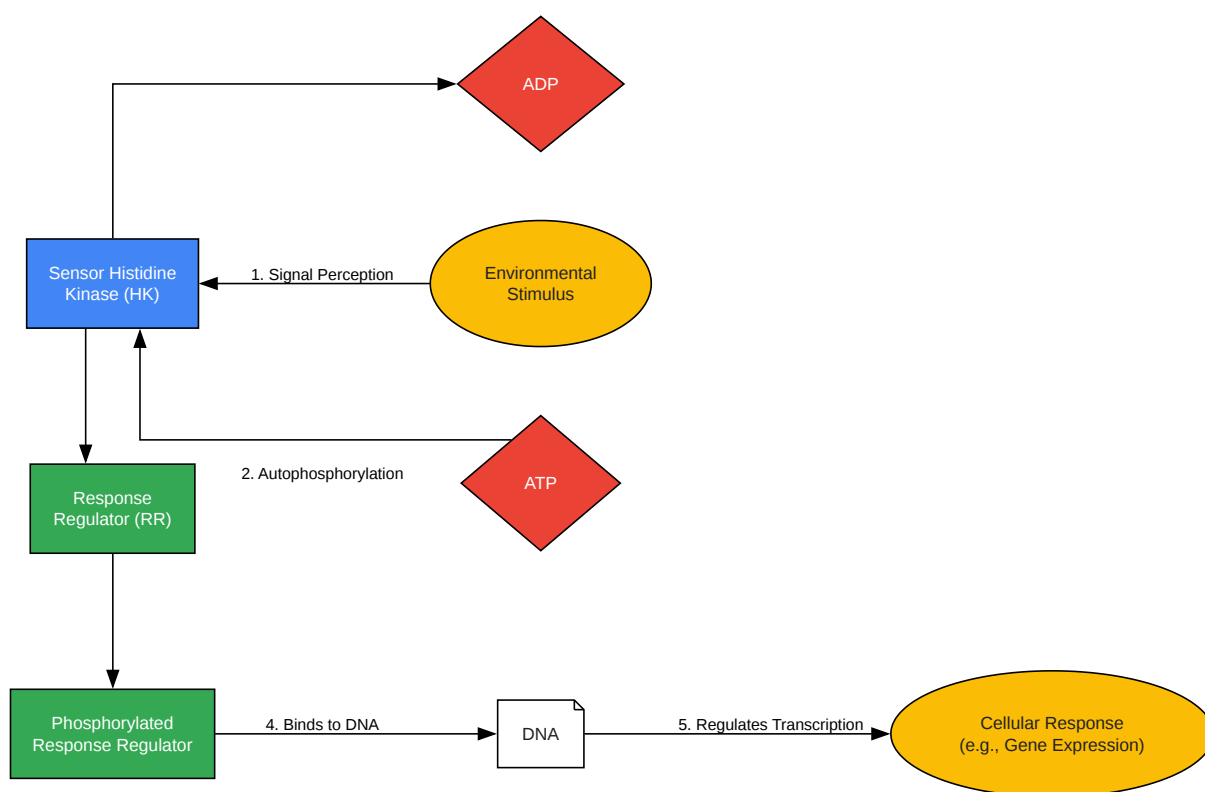 ADP
Sensor Histidine
Kinase (HK)
1. Signal Perception
Environmental
Stimulus
2. Autophosphorylation
ATP
Response
Regulator (RR)
Phosphorylated
Response Regulator
4. Binds to DNA
DNA
5. Regulates Transcription
Cellular Response
(e.g., Gene Expression)